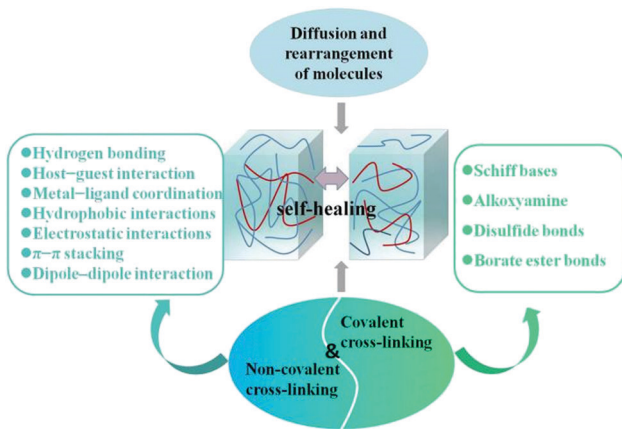 Diffusion and
rearrangement
of molecules
●Hydrogen bonding
●Host–guest interaction
●Metal–ligand coordination
●Hydrophobic interactions
●Electrostatic interactions
●π–π stacking
●Dipole–dipole interaction
self-healing
●Schiff bases
●Alkoxyamine
●Disulfide bonds
●Borate ester bonds
Covalent
cross-linking
&
Non-covalent
cross-linking